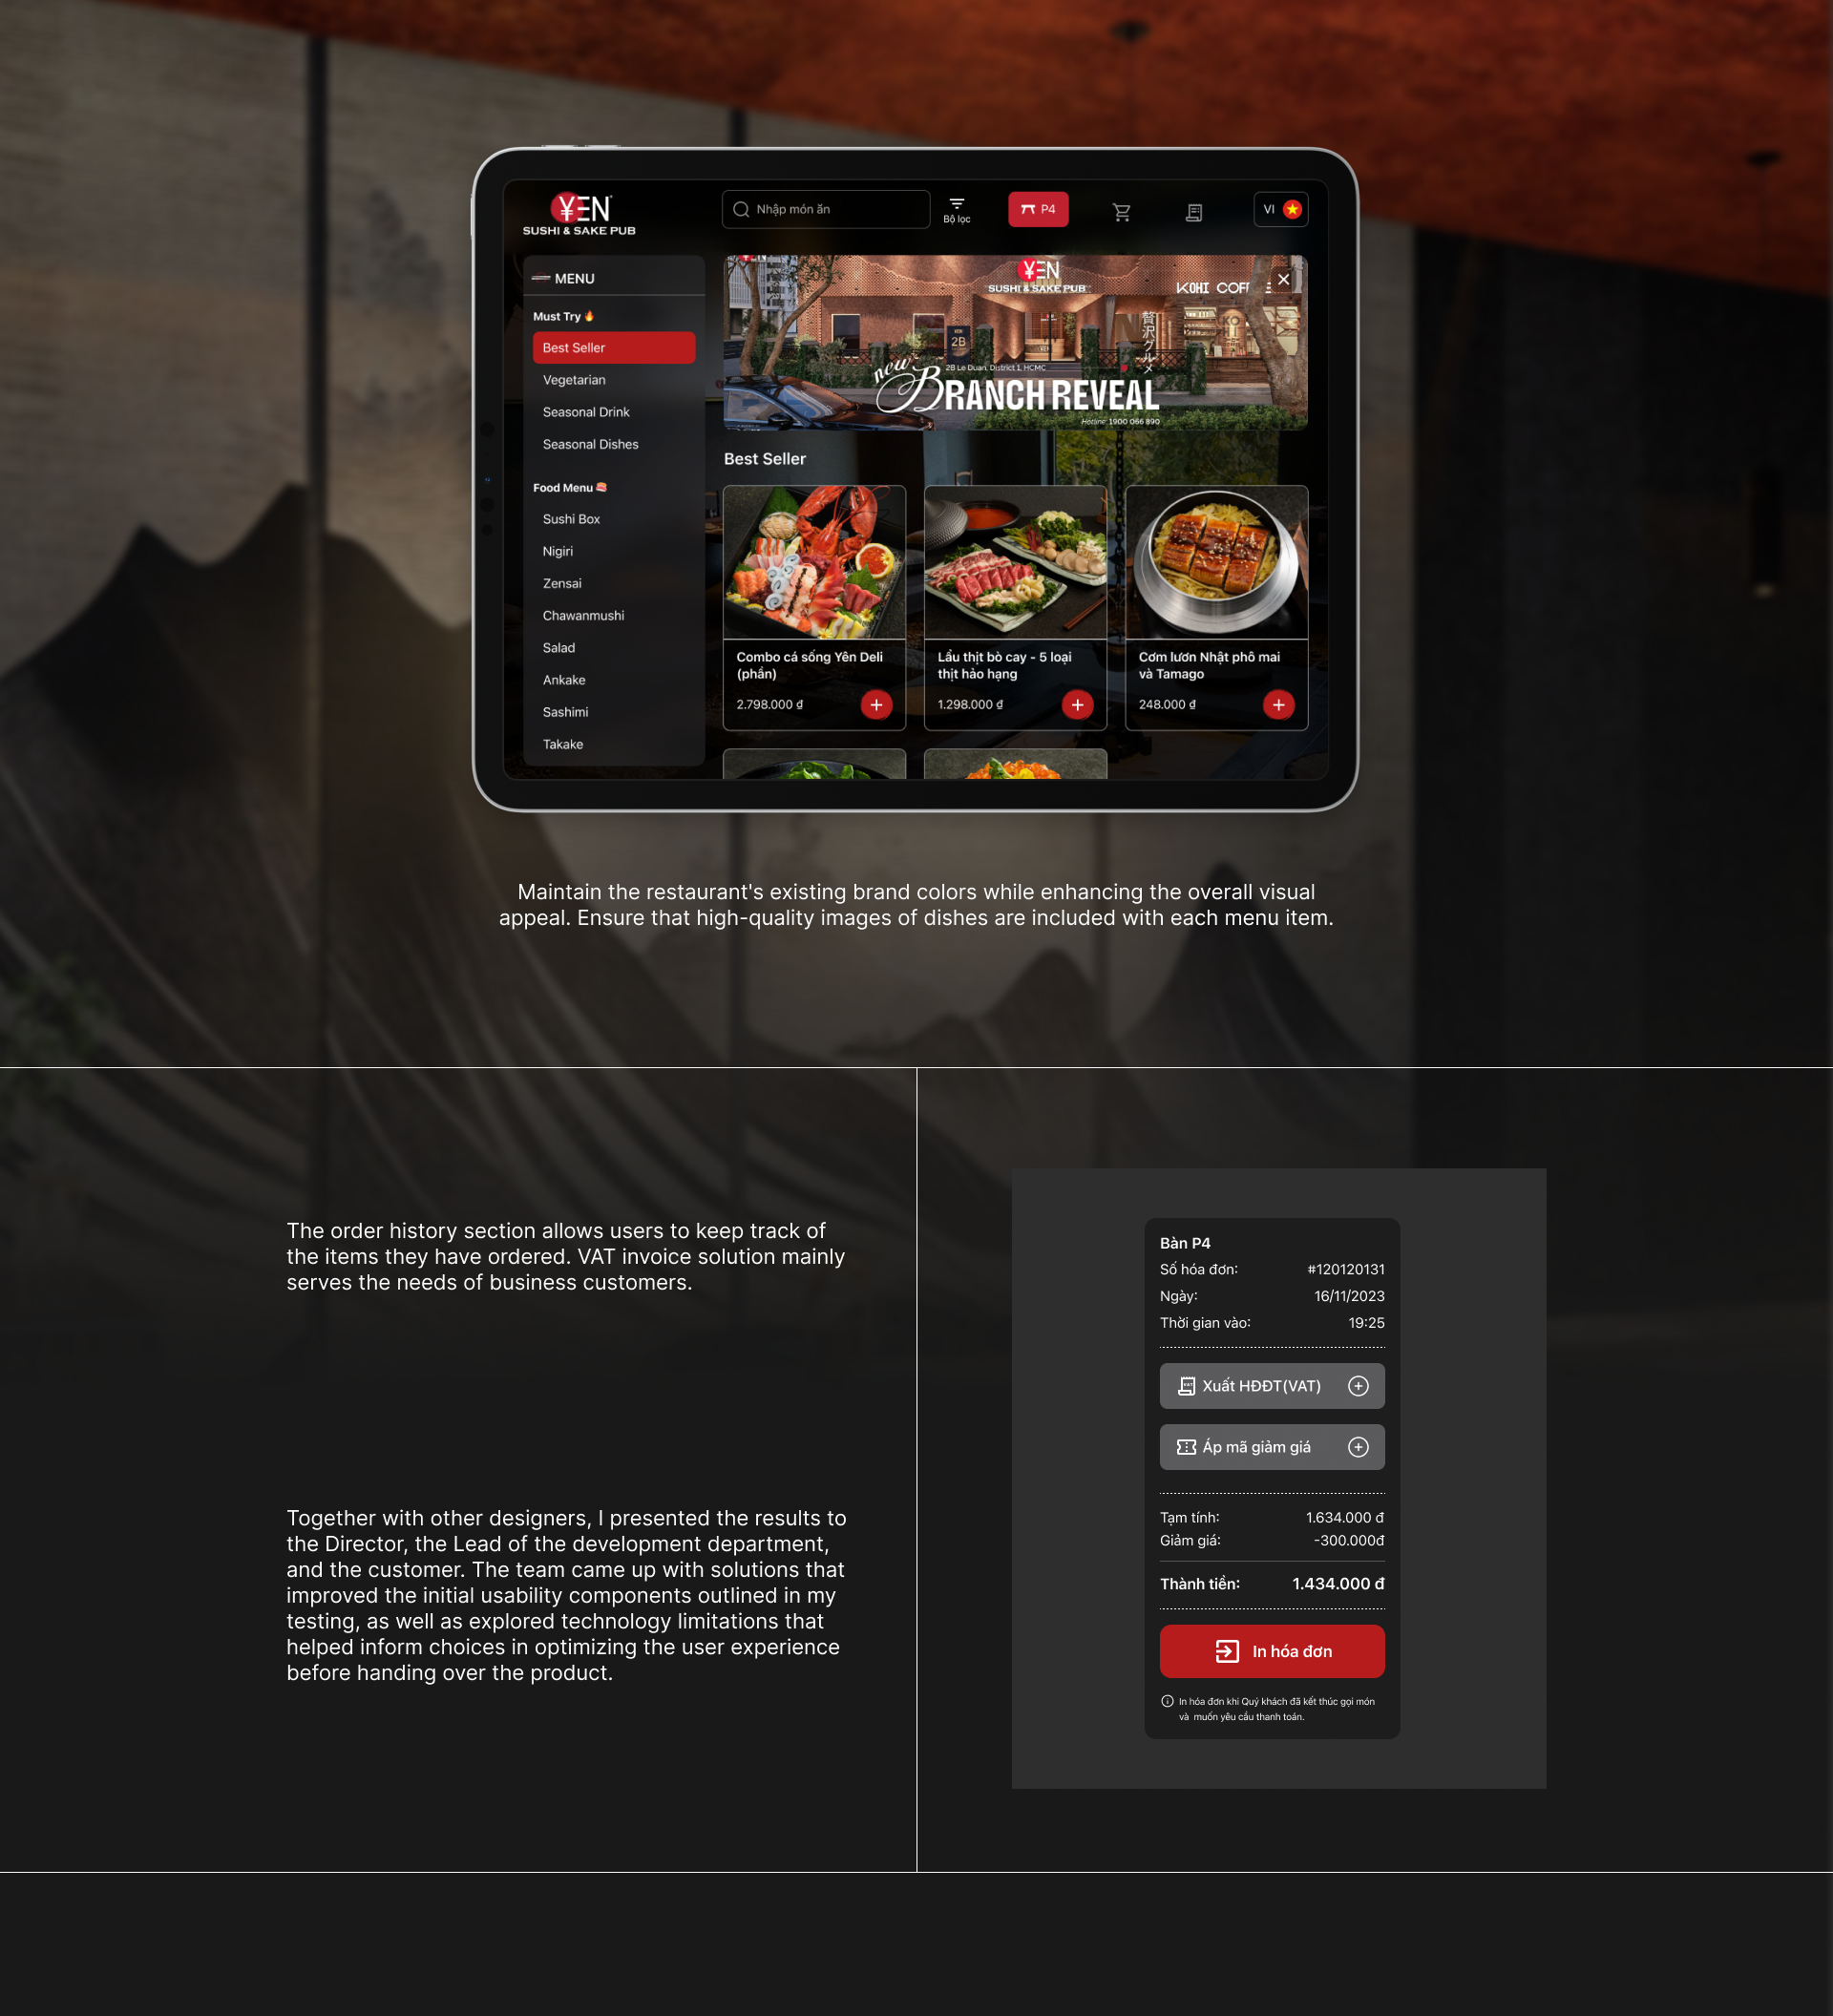 YEN
SUSHI & SAKE PUB
Nhập món ăn
Bộ lọc
P4
VI
MENU
Must Try
Best Seller
Vegetarian
Seasonal Drink
Seasonal Dishes
Food Menu
Sushi Box
Nigiri
Zensai
Chawanmushi
Salad
Ankake
Sashimi
Takake
YEN
SUSHI & SAKE PUB
KOHI COFF
贅沢グルメ
2B
2B Le Duan, District 1, HCMC
new
BRANCH REVEAL
Hotline: 1900 066 890
Best Seller
Combo cá sống Yên Deli
(phần)
2.798.000 ₫
Lẩu thịt bò cay - 5 loại
thịt hảo hạng
1.298.000 ₫
Cơm lươn Nhật phô mai
và Tamago
248.000 ₫
Maintain the restaurant's existing brand colors while enhancing the overall visual
appeal. Ensure that high-quality images of dishes are included with each menu item.
The order history section allows users to keep track of
the items they have ordered. VAT invoice solution mainly
serves the needs of business customers.
Together with other designers, I presented the results to
the Director, the Lead of the development department,
and the customer. The team came up with solutions that
improved the initial usability components outlined in my
testing, as well as explored technology limitations that
helped inform choices in optimizing the user experience
before handing over the product.
Bàn P4
Số hóa đơn: #120120131
Ngày: 16/11/2023
Thời gian vào: 19:25
Xuất HĐĐT(VAT)
Áp mã giảm giá
Tạm tính: 1.634.000 đ
Giảm giá: -300.000đ
Thành tiền: 1.434.000 đ
In hóa đơn
In hóa đơn khi Quý khách đã kết thúc gọi món
và muốn yêu cầu thanh toán.